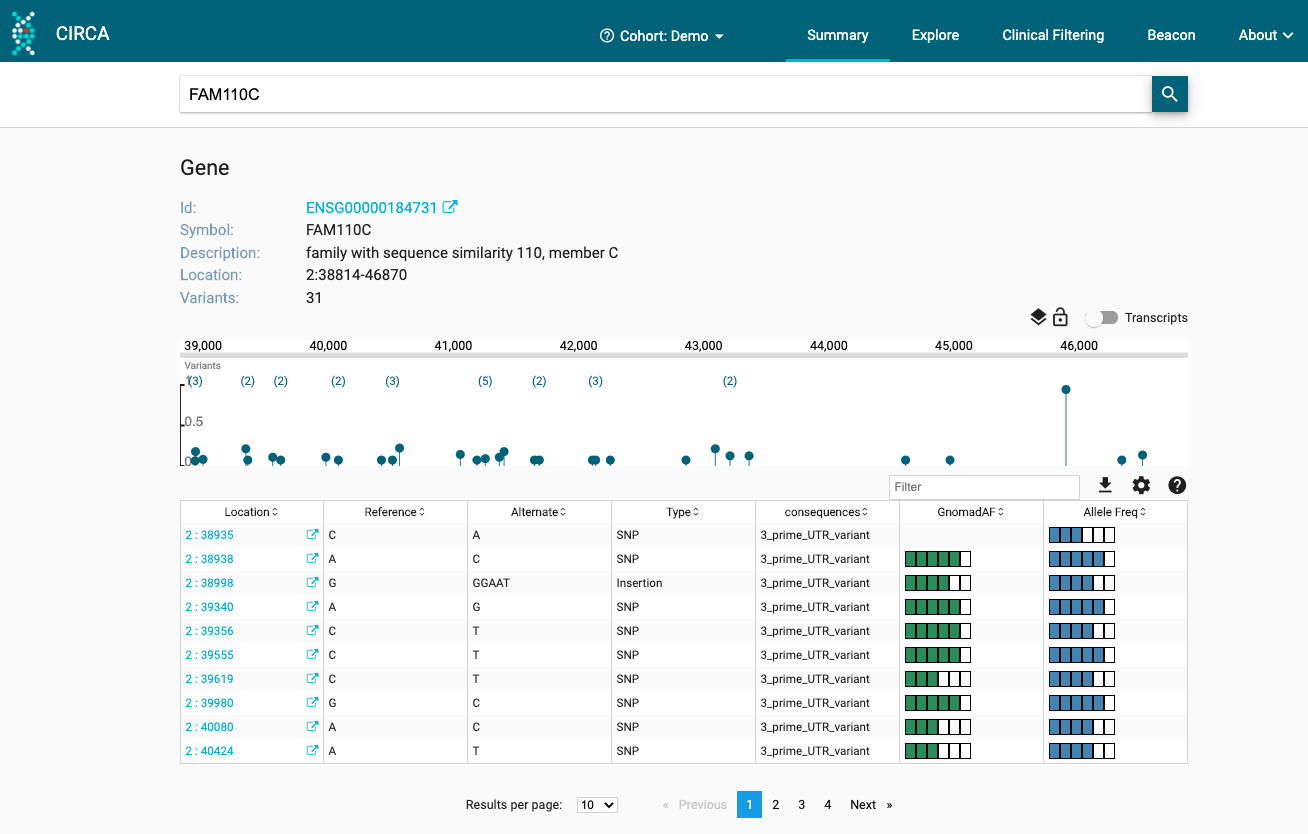 CIRCA
Cohort: Demo
Summary
Explore
Clinical Filtering
Beacon
About
FAM110C
Gene
Id: ENSG00000184731
Symbol: FAM110C
Description: family with sequence similarity 110, member C
Location: 2:38814-46870
Variants: 31
Transcripts
39,000 40,000 41,000 42,000 43,000 44,000 45,000 46,000
Variants
1 (3) (2) (2) (2) (3) (5) (2) (3) (2)
0.5
0
Filter
Location Reference Alternate Type consequences GnomadAF Allele Freq
2 : 38935 C A SNP 3_prime_UTR_variant
2 : 38938 A C SNP 3_prime_UTR_variant
2 : 38998 G GGAAT Insertion 3_prime_UTR_variant
2 : 39340 A G SNP 3_prime_UTR_variant
2 : 39356 C T SNP 3_prime_UTR_variant
2 : 39555 C T SNP 3_prime_UTR_variant
2 : 39619 C T SNP 3_prime_UTR_variant
2 : 39980 G C SNP 3_prime_UTR_variant
2 : 40080 A C SNP 3_prime_UTR_variant
2 : 40424 A T SNP 3_prime_UTR_variant
Results per page: 10 « Previous 1 2 3 4 Next »